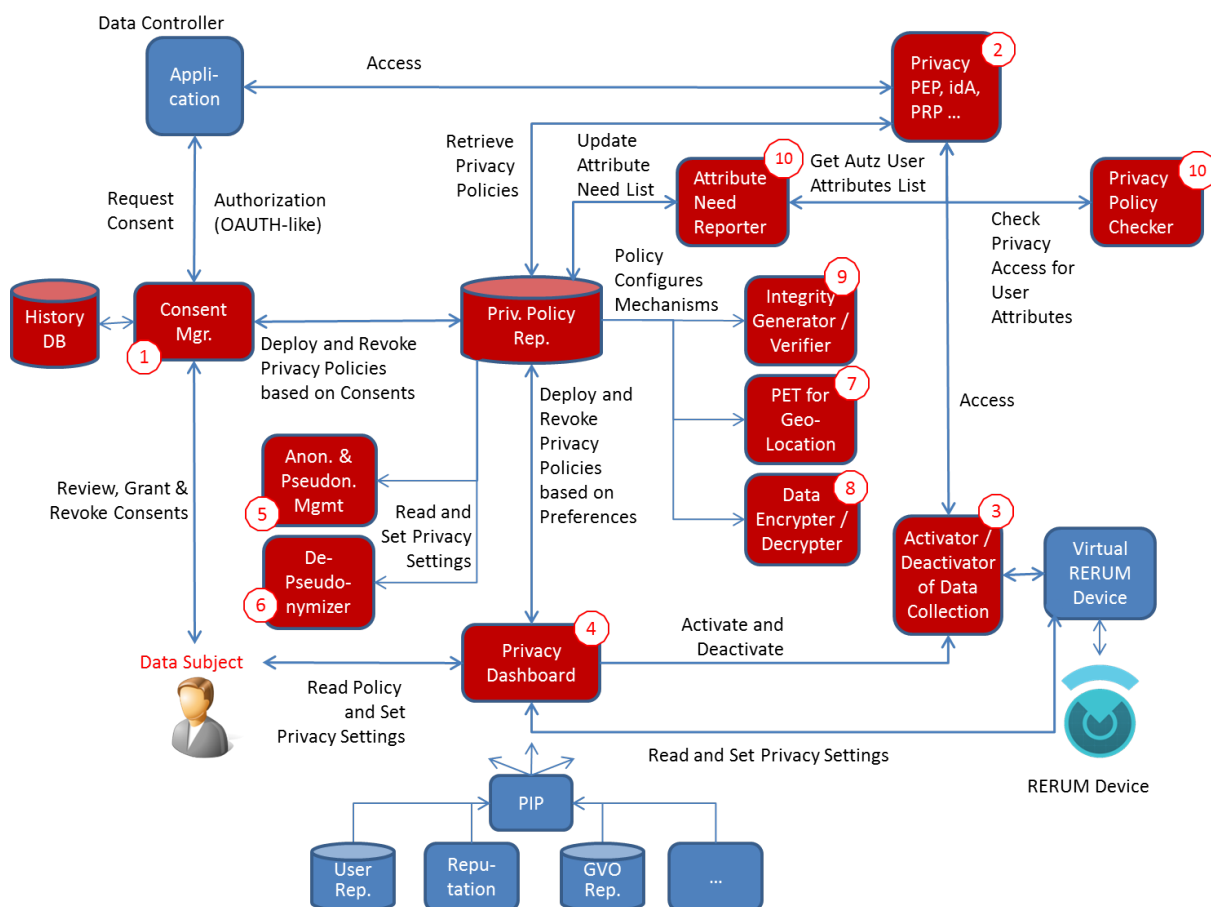 Data Controller
Appli-
cation
Access
2
Privacy
PEP, idA,
PRP ...
Retrieve
Privacy
Policies
Update
Attribute
Need List
10
Attribute
Need
Reporter
Get Autz User
Attributes List
10
Privacy
Policy
Checker
Request
Consent
Authorization
(OAUTH-like)
Check
Privacy
Access for
User
Attributes
Policy
Configures
Mechanisms
History
DB
Consent
Mgr.
1
Priv. Policy
Rep.
9
Integrity
Generator /
Verifier
Deploy and Revoke
Privacy Policies
based on Consents
7
PET for
Geo-
Location
Deploy and
Revoke
Privacy
Policies
based on
Preferences
Access
Anon. &
Pseudon.
Mgmt
5
Review, Grant &
Revoke Consents
8
Data
Encrypter /
Decrypter
Read and
Set Privacy
Settings
3
Activator /
Deactivator
of Data
Collection
Virtual
RERUM
Device
De-
Pseudo-
nymizer
6
4
Privacy
Dashboard
Activate and
Deactivate
Data Subject
Read Policy
and Set
Privacy Settings
Read and Set Privacy Settings
RERUM Device
PIP
User
Rep.
Repu-
tation
GVO
Rep.
...